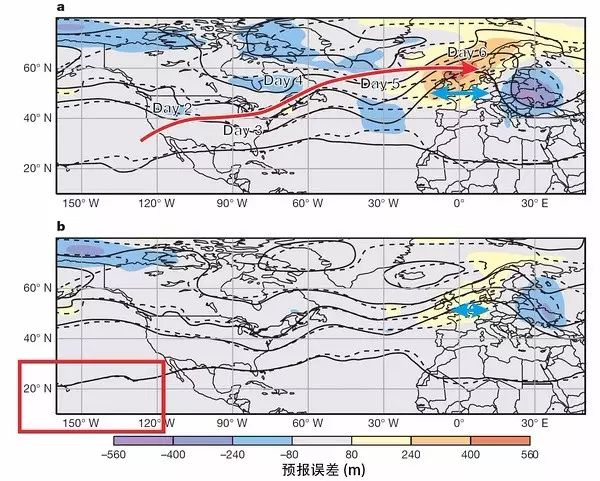 a
60° N
40° N
20° N
Day 2
Day 3
Day 4
Day 5
Day 6
150° W 120° W 90° W 60° W 30° W 0° 30° E
b
60° N
40° N
20° N
150° W 120° W 90° W 60° W 30° W 0° 30° E
−560 −400 −240 −80 80 240 400 560
预报误差 (m)